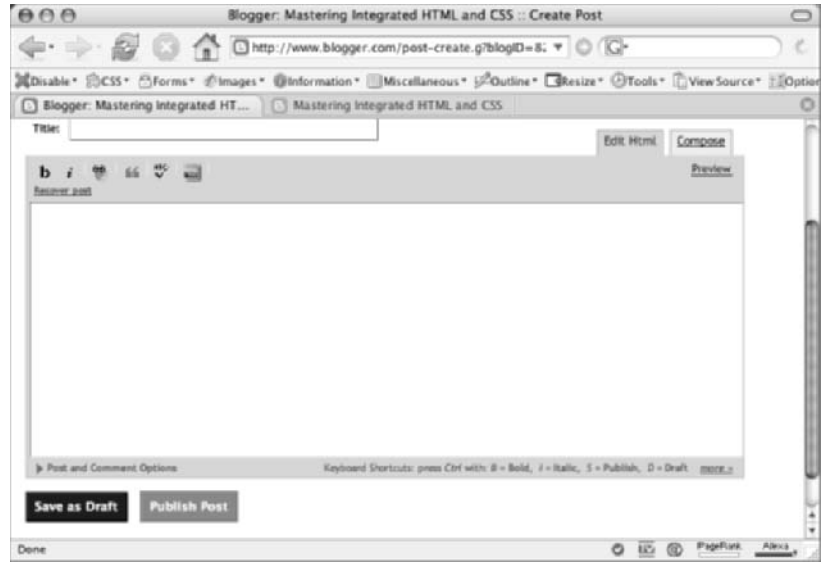 Blogger: Mastering Integrated HTML and CSS :: Create Post
http://www.blogger.com/post-create.g?blogID=8
Disable CSS Forms Images Information Miscellaneous Outline Resize Tools View Source Option
Blogger: Mastering Integrated HT... Mastering Integrated HTML and CSS
Title:
Edit Html Compose
b i Preview
Recover post
Post and Comment Options Keyboard Shortcuts: press Ctrl with: B = Bold, I = Italic, S = Publish, D = Draft more »
Save as Draft Publish Post
Done PageRank Alexa